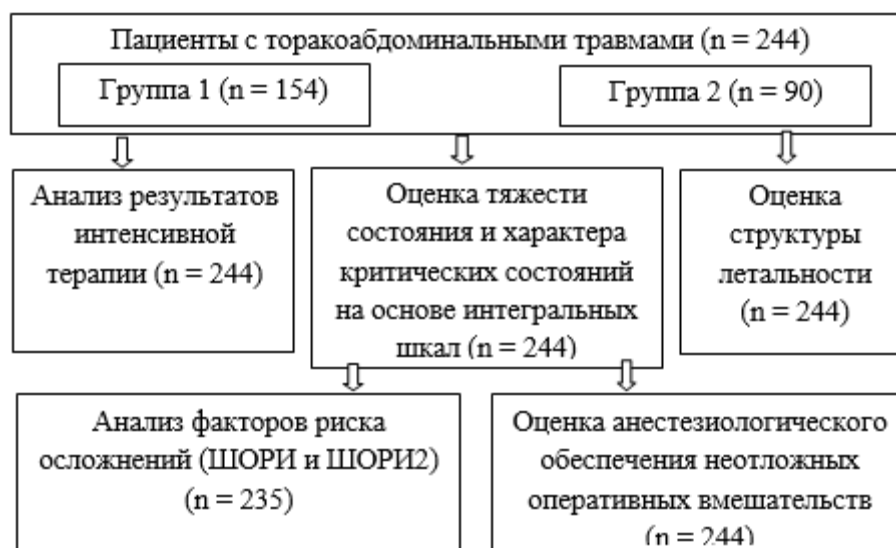 Пациенты с торакоабдоминальными травмами (n = 244)
Группа 1 (n = 154)
Группа 2 (n = 90)
Анализ результатов
интенсивной
терапии (n = 244)
Оценка тяжести
состояния и характера
критических состояний
на основе интегральных
шкал (n = 244)
Оценка
структуры
летальности
(n = 244)
Анализ факторов риска
осложнений (ШОРИ и ШОРИ2)
(n = 235)
Оценка анестезиологического
обеспечения неотложных
оперативных вмешательств
(n = 244)